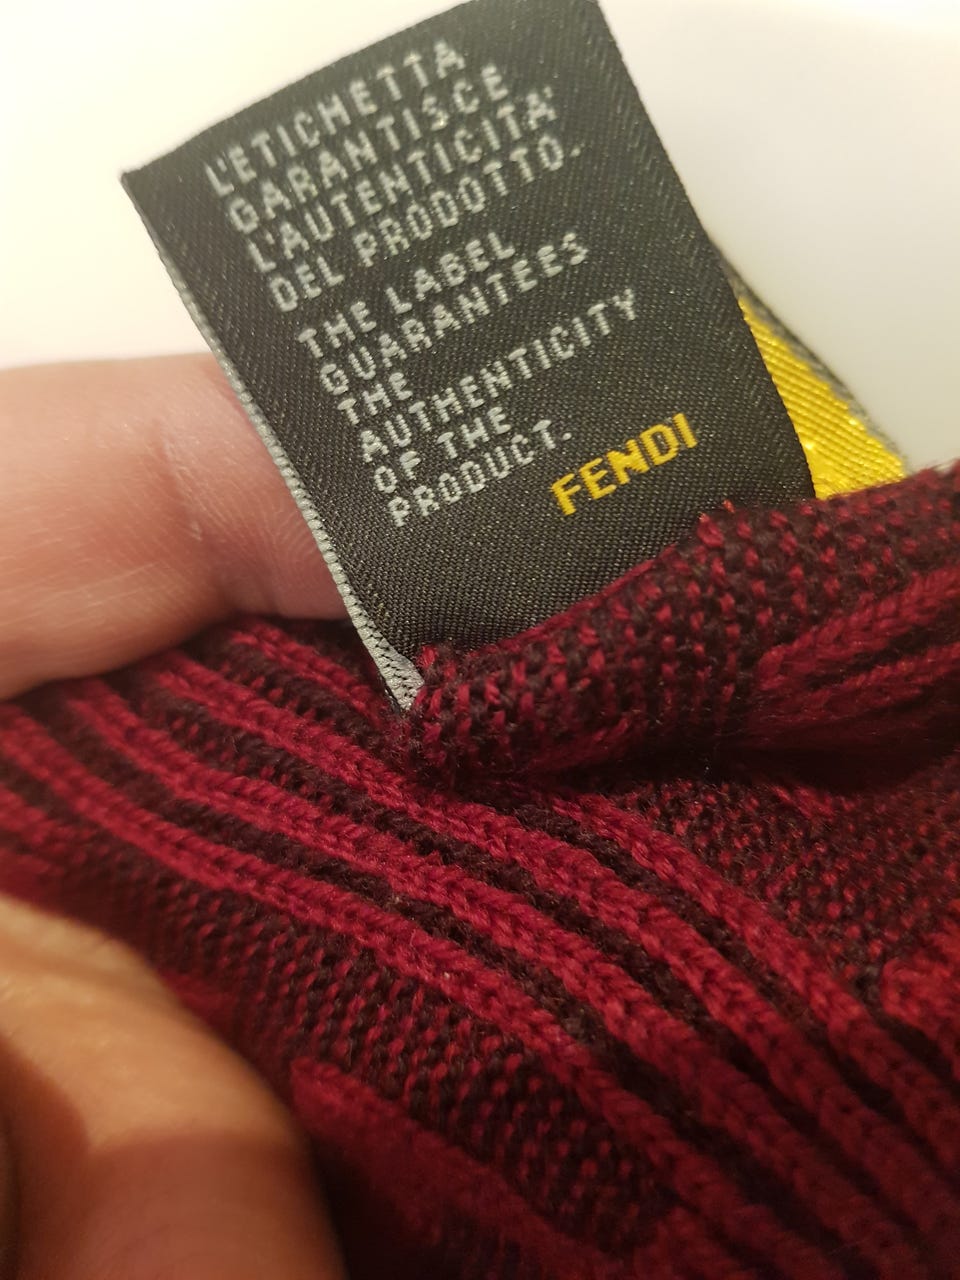 L'ETICHETTA
GARANTISCE
L'AUTENTICITA'
DEL PRODOTTO.
THE LABEL
GUARANTEES
THE
AUTHENTICITY
OF THE
PRODUCT.
FENDI